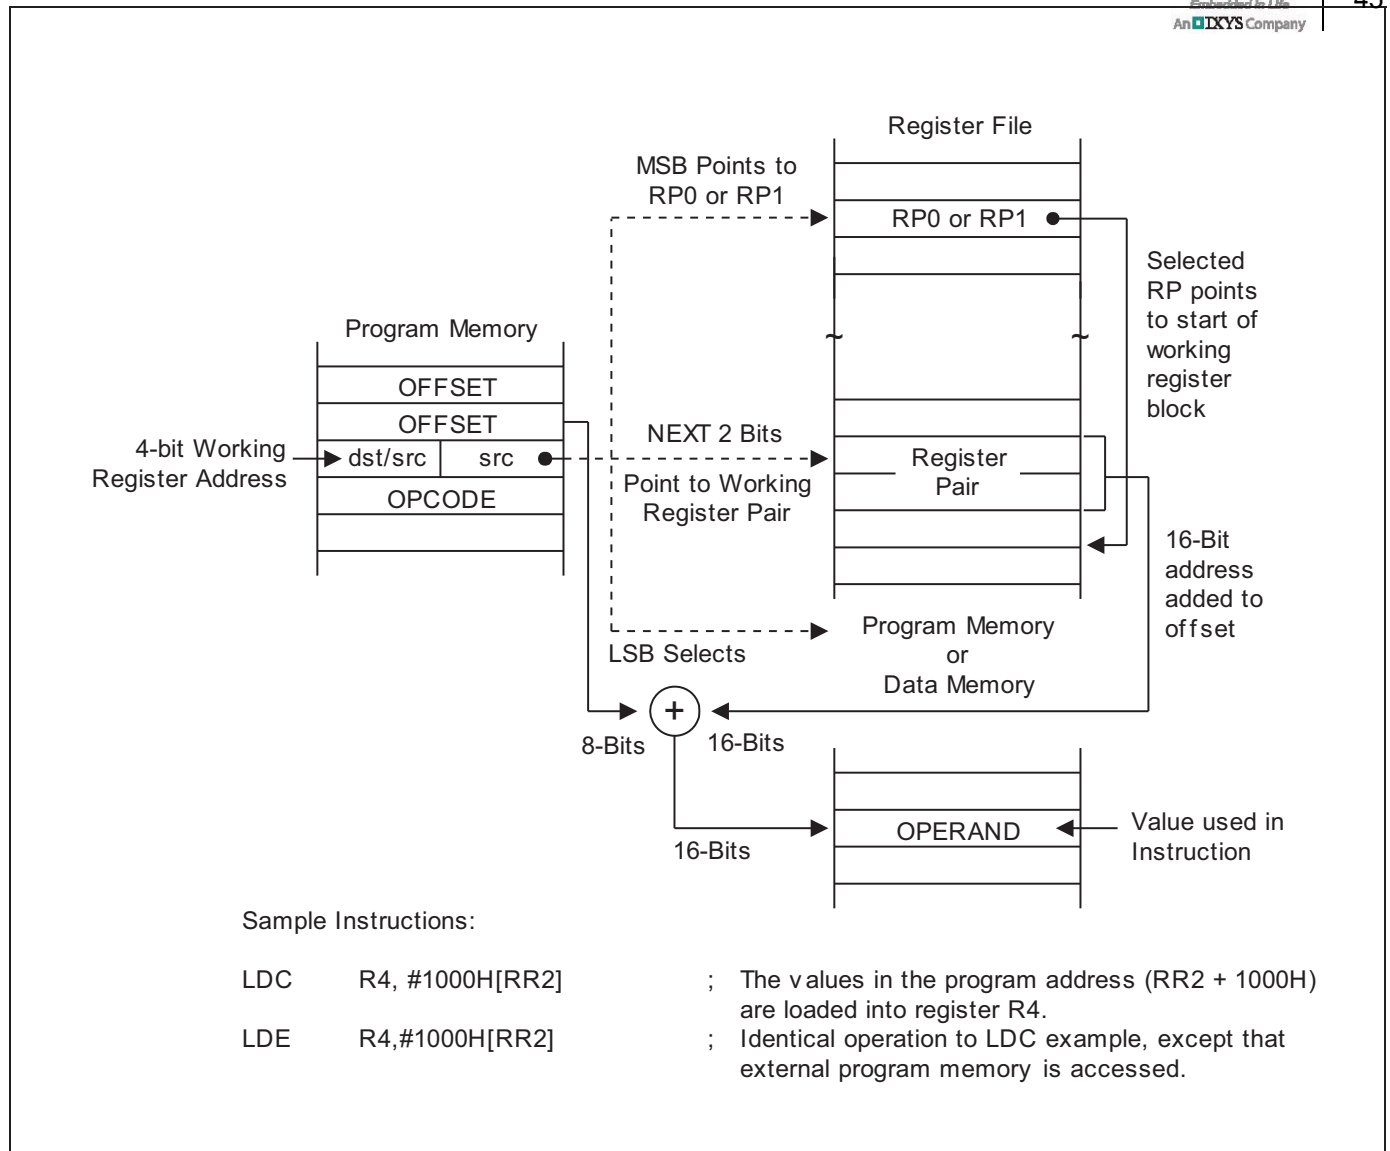 Embedded in Life
An IXYS Company
Register File
MSB Points to
RP0 or RP1
RP0 or RP1
Selected
RP points
to start of
working
register
block
Program Memory
OFFSET
OFFSET
4-bit Working
Register Address
dst/src
src
OPCODE
NEXT 2 Bits
Point to Working
Register Pair
Register
Pair
16-Bit
address
added to
offset
LSB Selects
Program Memory
or
Data Memory
+
8-Bits
16-Bits
16-Bits
OPERAND
Value used in
Instruction
Sample Instructions:
LDC R4, #1000H[RR2] ; The values in the program address (RR2 + 1000H)
are loaded into register R4.
LDE R4,#1000H[RR2] ; Identical operation to LDC example, except that
external program memory is accessed.